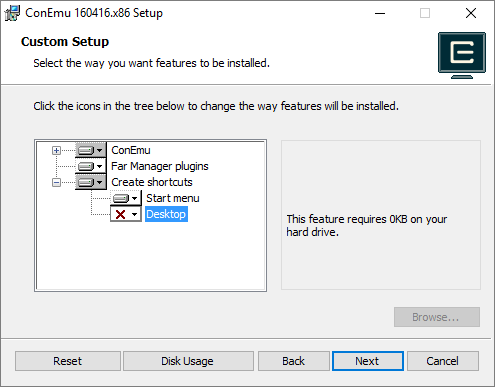 ConEmu 160416.x86 Setup
Custom Setup
Select the way you want features to be installed.
Click the icons in the tree below to change the way features will be installed.
ConEmu
Far Manager plugins
Create shortcuts
Start menu
Desktop
This feature requires 0KB on your
hard drive.
Browse...
Reset
Disk Usage
Back
Next
Cancel